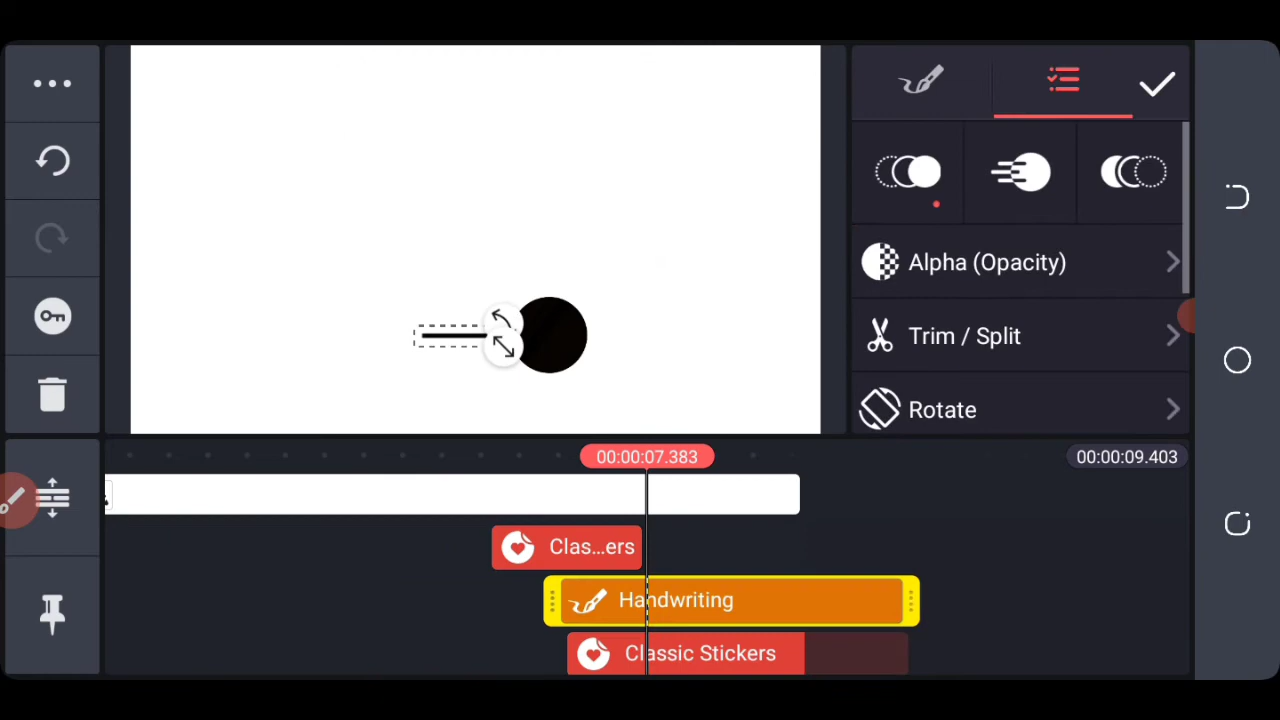 Alpha (Opacity)
Trim / Split
Rotate
00:00:07.383
00:00:09.403
Clas...ers
Handwriting
Classic Stickers